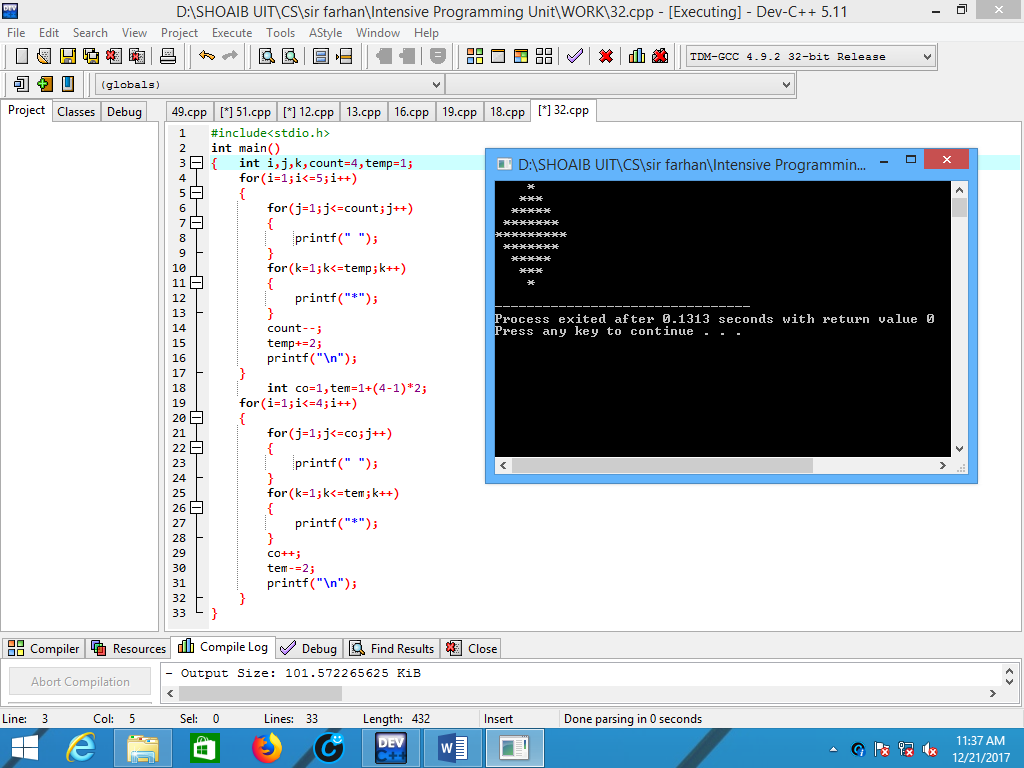 D:\SHOAIB UIT\CS\sir farhan\Intensive Programming Unit\WORK\32.cpp - [Executing] - Dev-C++ 5.11
File Edit Search View Project Execute Tools AStyle Window Help
TDM-GCC 4.9.2 32-bit Release
(globals)
Project Classes Debug
49.cpp [*] 51.cpp [*] 12.cpp 13.cpp 16.cpp 19.cpp 18.cpp [*] 32.cpp
1 #include<stdio.h>
2 int main()
3 { int i,j,k,count=4,temp=1;
4 for(i=1;i<=5;i++)
5 {
6 for(j=1;j<=count;j++)
7 {
8 printf(" ");
9 }
10 for(k=1;k<=temp;k++)
11 {
12 printf("*");
13 }
14 count--;
15 temp+=2;
16 printf("\n");
17 }
18 int co=1,tem=1+(4-1)*2;
19 for(i=1;i<=4;i++)
20 {
21 for(j=1;j<=co;j++)
22 {
23 printf(" ");
24 }
25 for(k=1;k<=tem;k++)
26 {
27 printf("*");
28 }
29 co++;
30 tem-=2;
31 printf("\n");
32 }
33 }
D:\SHOAIB UIT\CS\sir farhan\Intensive Programmin...
    *
   ***
  *****
 *******
*********
 *******
  *****
   ***
    *
--------------------------------
Process exited after 0.1313 seconds with return value 0
Press any key to continue . . .
Compiler Resources Compile Log Debug Find Results Close
Abort Compilation
- Output Size: 101.572265625 KiB
Line: 3 Col: 5 Sel: 0 Lines: 33 Length: 432 Insert Done parsing in 0 seconds
DEV
C++
W
11:37 AM
12/21/2017